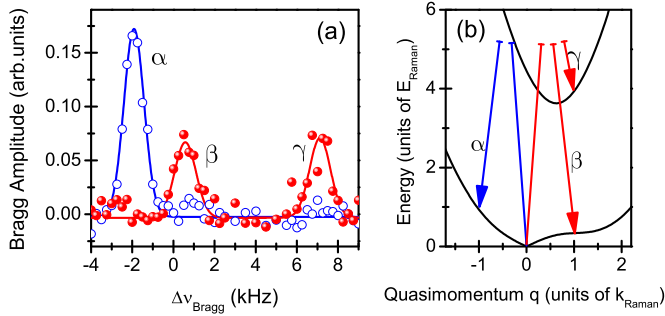 (a)
α
β
γ
0.15
0.10
0.05
0.00
Bragg Amplitude (arb.units)
-4 -2 0 2 4 6 8
Δν_Bragg (kHz)
(b)
γ
α
β
6
4
2
0
Energy (units of E_Raman)
-1 0 1 2
Quasimomentum q (units of k_Raman)